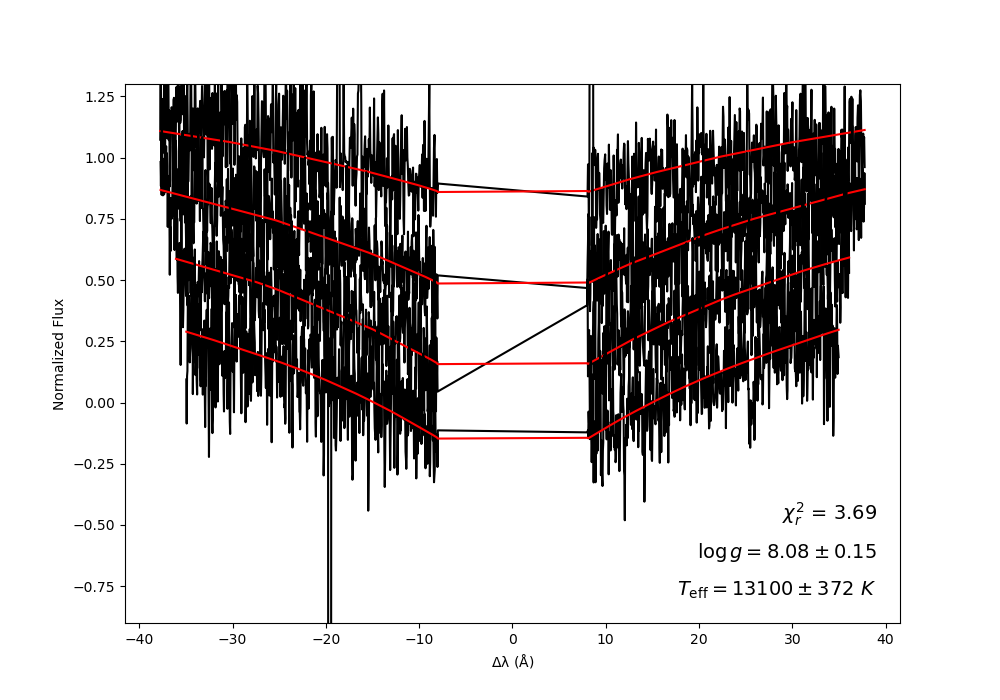 1.25
1.00
0.75
0.50
0.25
0.00
−0.25
−0.50
−0.75
Normalized Flux
χ²ᵣ = 3.69
log g = 8.08 ± 0.15
T_eff = 13100 ± 372 K
−40 −30 −20 −10 0 10 20 30 40
Δλ (Å)